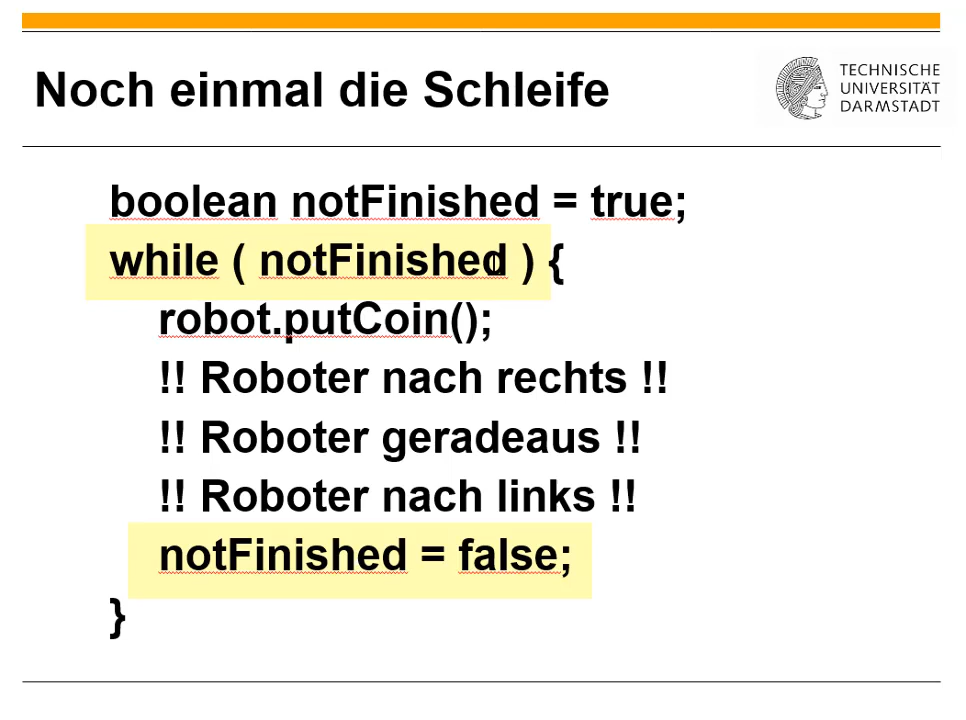 Noch einmal die Schleife
TECHNISCHE
UNIVERSITÄT
DARMSTADT
boolean notFinished = true;
while ( notFinished ) {
robot.putCoin();
!! Roboter nach rechts !!
!! Roboter geradeaus !!
!! Roboter nach links !!
notFinished = false;
}